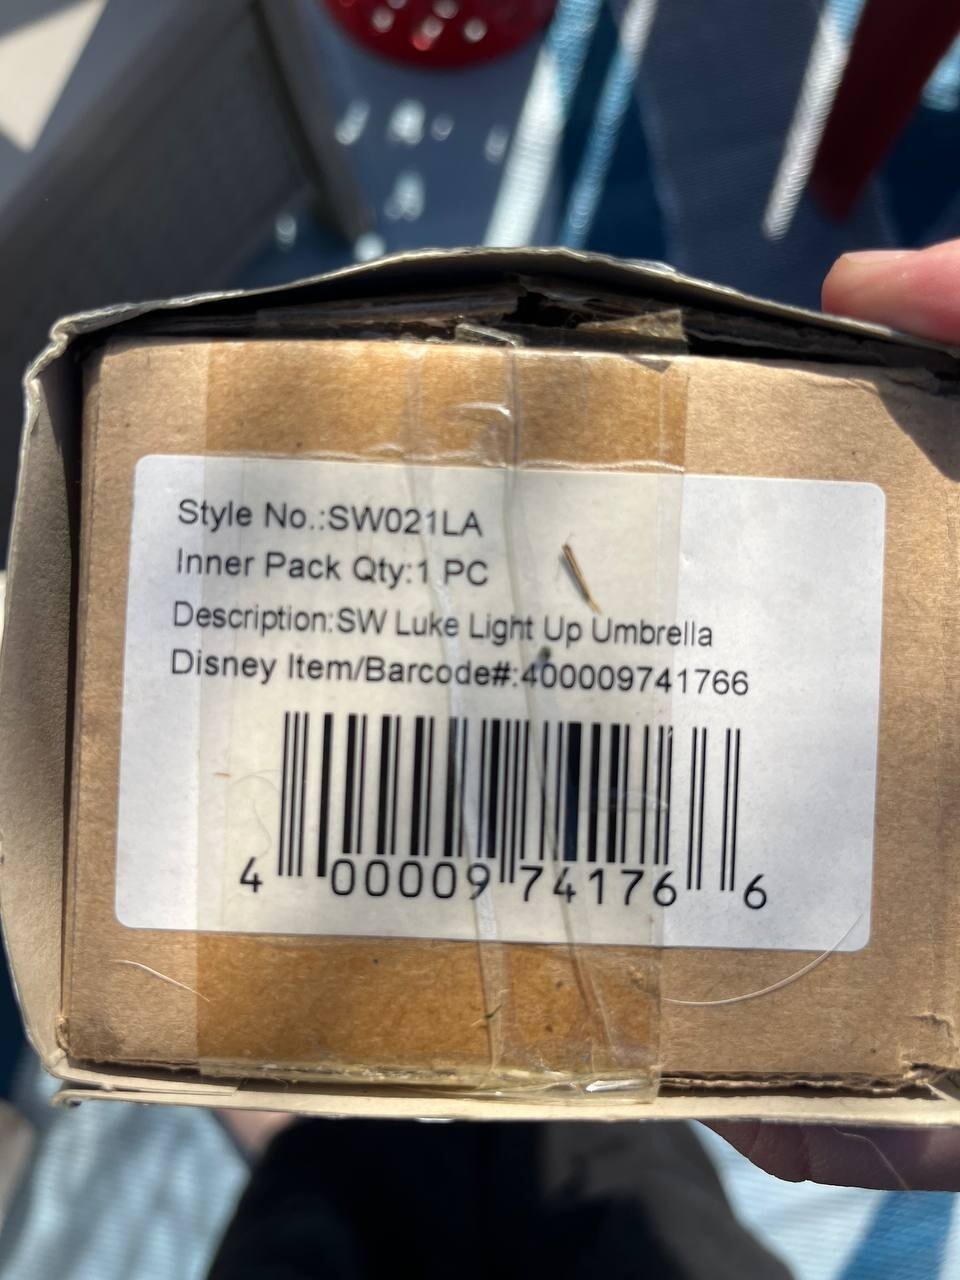 Style No.:SW021LA
Inner Pack Qty:1 PC
Description:SW Luke Light Up Umbrella
Disney Item/Barcode#:400009741766
4 00009 74176 6